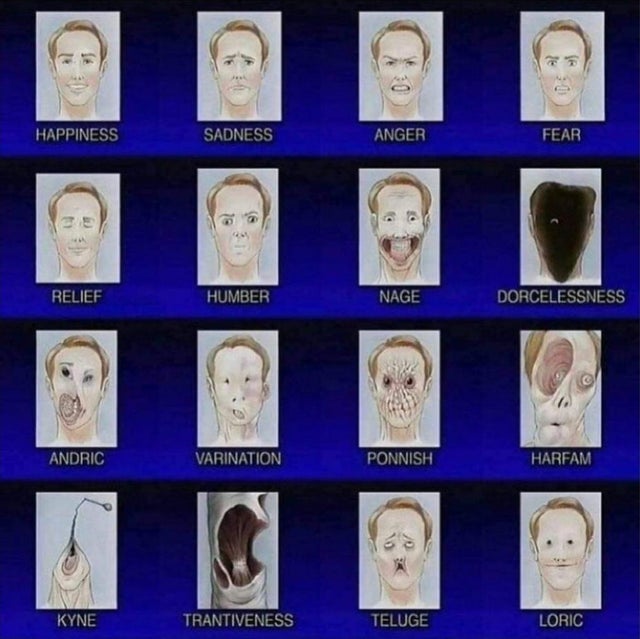 HAPPINESS SADNESS ANGER FEAR
RELIEF HUMBER NAGE DORCELESSNESS
ANDRIC VARINATION PONNISH HARFAM
KYNE TRANTIVENESS TELUGE LORIC